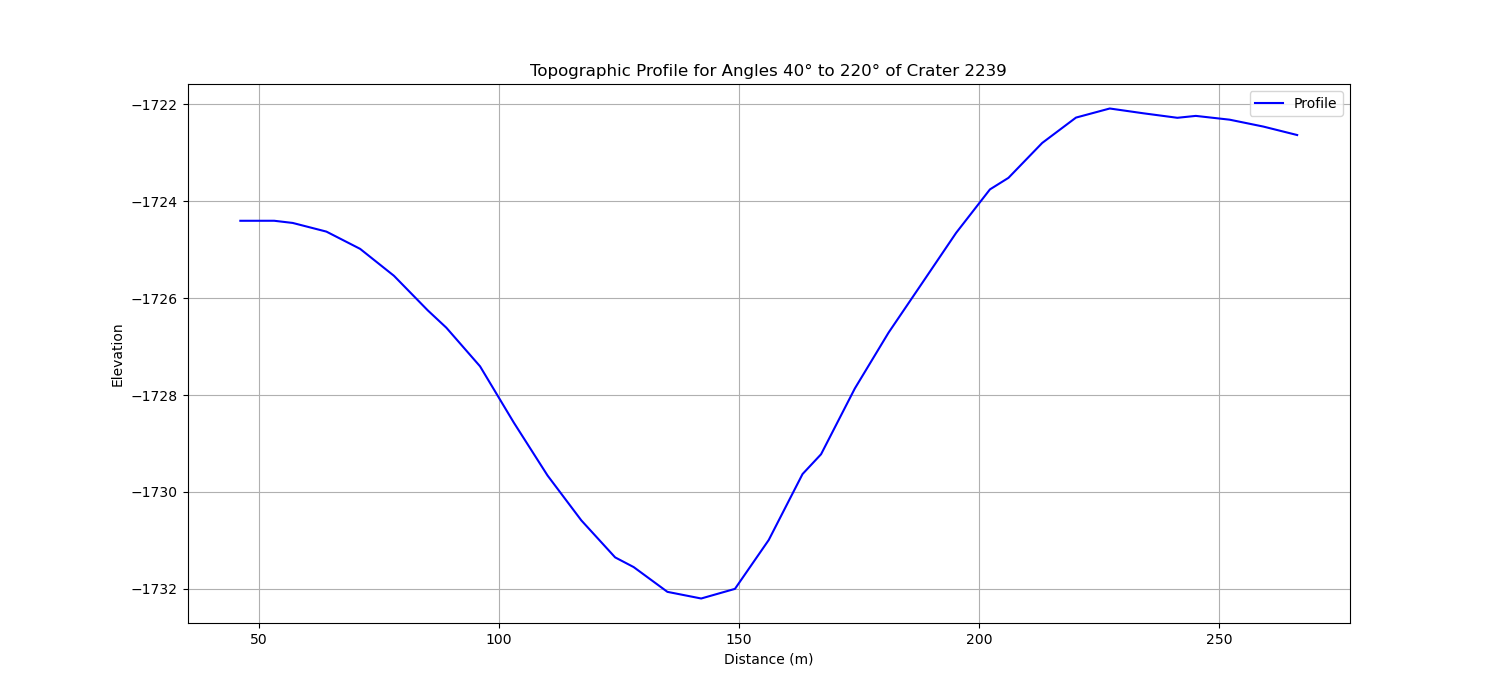 Topographic Profile for Angles 40° to 220° of Crater 2239
Profile
−1722
−1724
−1726
−1728
−1730
−1732
Elevation
50
100
150
200
250
Distance (m)